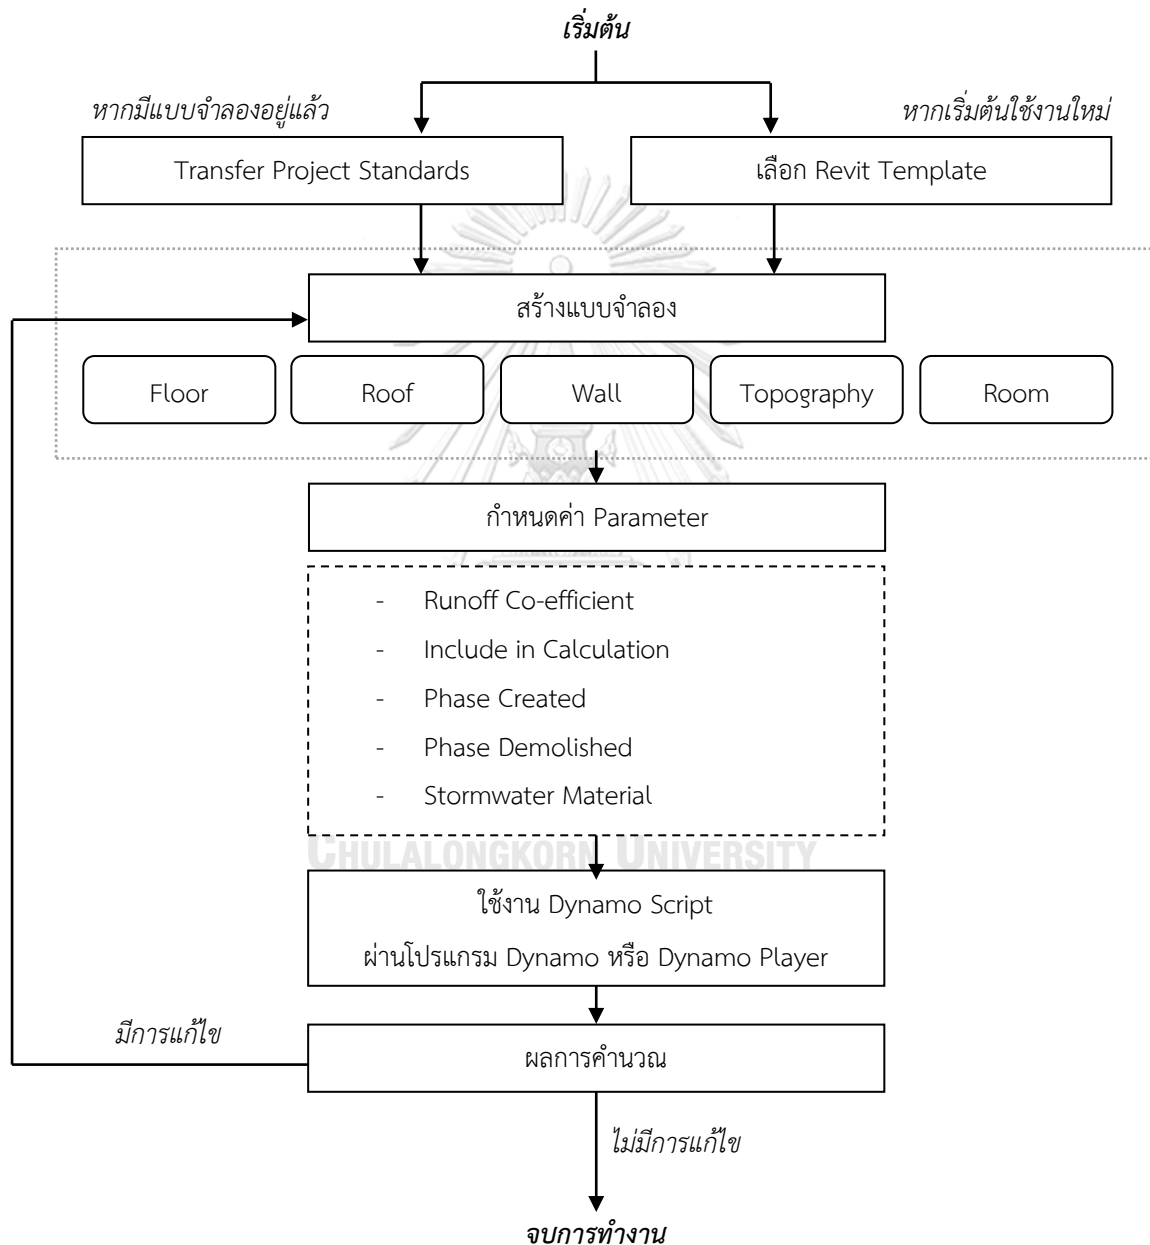 เริ่มต้น
หากมีแบบจำลองอยู่แล้ว
หากเริ่มต้นใช้งานใหม่
Transfer Project Standards
เลือก Revit Template
สร้างแบบจำลอง
Floor
Roof
Wall
Topography
Room
กำหนดค่า Parameter
- Runoff Co-efficient
- Include in Calculation
- Phase Created
- Phase Demolished
- Stormwater Material
CHULALONGKORN UNIVERSITY
ใช้งาน Dynamo Script
ผ่านโปรแกรม Dynamo หรือ Dynamo Player
มีการแก้ไข
ผลการคำนวณ
ไม่มีการแก้ไข
จบการทำงาน